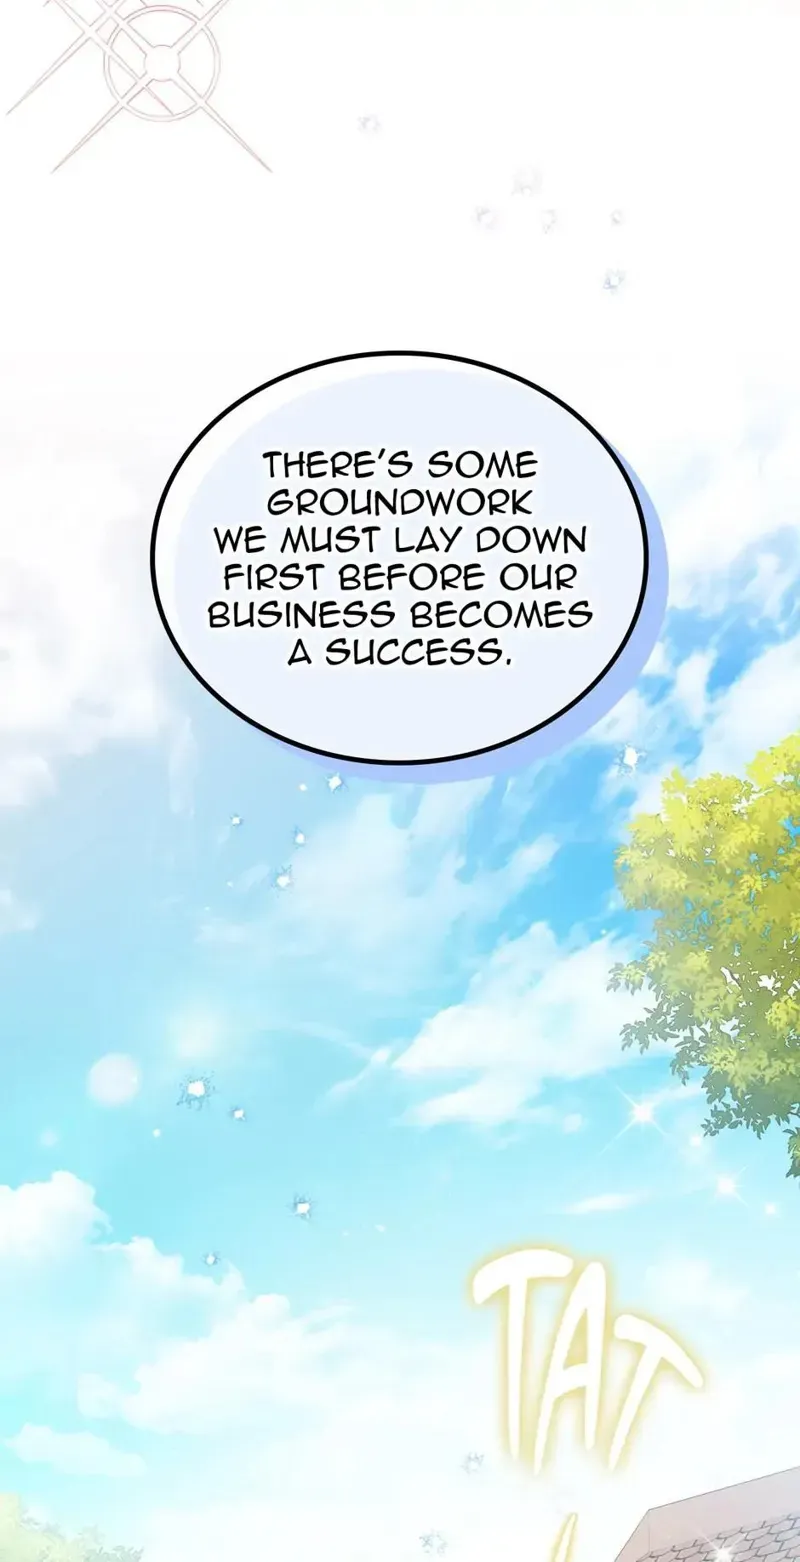 THERE'S SOME
GROUNDWORK
WE MUST LAY DOWN
FIRST BEFORE OUR
BUSINESS BECOMES
A SUCCESS.
TAT